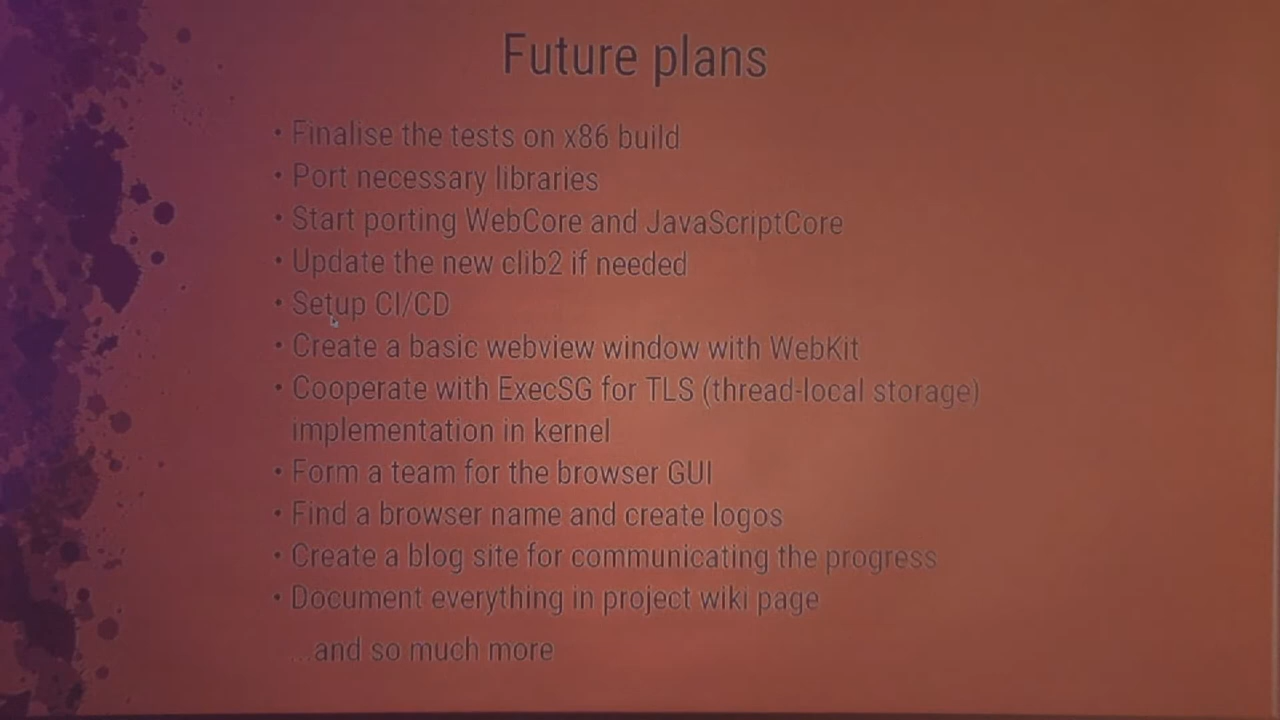 Future plans
• Finalise the tests on x86 build
• Port necessary libraries
• Start porting WebCore and JavaScriptCore
• Update the new clib2 if needed
• Setup CI/CD
• Create a basic webview window with WebKit
• Cooperate with ExecSG for TLS (thread-local storage)
implementation in kernel
• Form a team for the browser GUI
• Find a browser name and create logos
• Create a blog site for communicating the progress
• Document everything in project wiki page
...and so much more